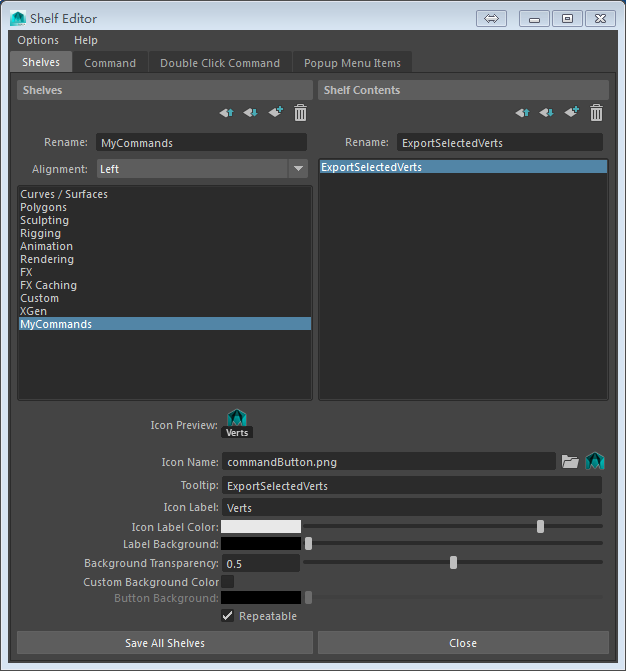 Shelf Editor
Options Help
Shelves Command Double Click Command Popup Menu Items
Shelves
Rename: MyCommands
Alignment: Left
Curves / Surfaces
Polygons
Sculpting
Rigging
Animation
Rendering
FX
FX Caching
Custom
XGen
MyCommands
Shelf Contents
Rename: ExportSelectedVerts
ExportSelectedVerts
Icon Preview: Verts
Icon Name: commandButton.png
Tooltip: ExportSelectedVerts
Icon Label: Verts
Icon Label Color:
Label Background:
Background Transparency: 0.5
Custom Background Color
Button Background:
Repeatable
Save All Shelves Close